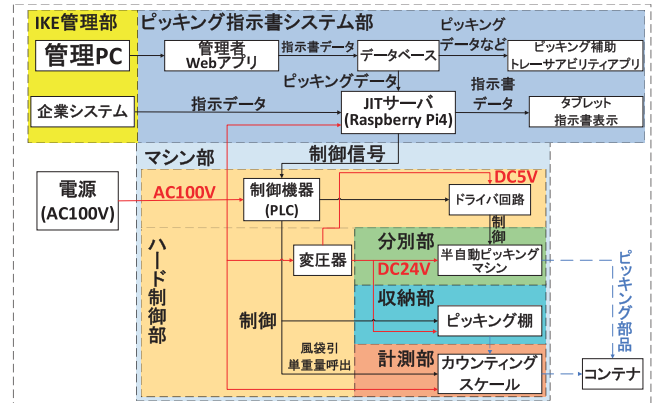 IKE管理部
ピッキング指示書システム部
管理PC
管理者
Webアプリ
指示書データ
データベース
ピッキング
データなど
ピッキング補助
トレーサアビリティアプリ
ピッキングデータ
企業システム
指示データ
JITサーバ
(Raspberry Pi4)
指示書
データ
タブレット
指示書表示
マシン部
制御信号
電源
(AC100V)
AC100V
制御機器
(PLC)
DC5V
ドライバ回路
制御
ハード制御部
変圧器
DC24V
分別部
半自動ピッキング
マシン
収納部
制御
ピッキング棚
ピッキング部品
風袋引
単重量呼出
計測部
カウンティング
スケール
コンテナ